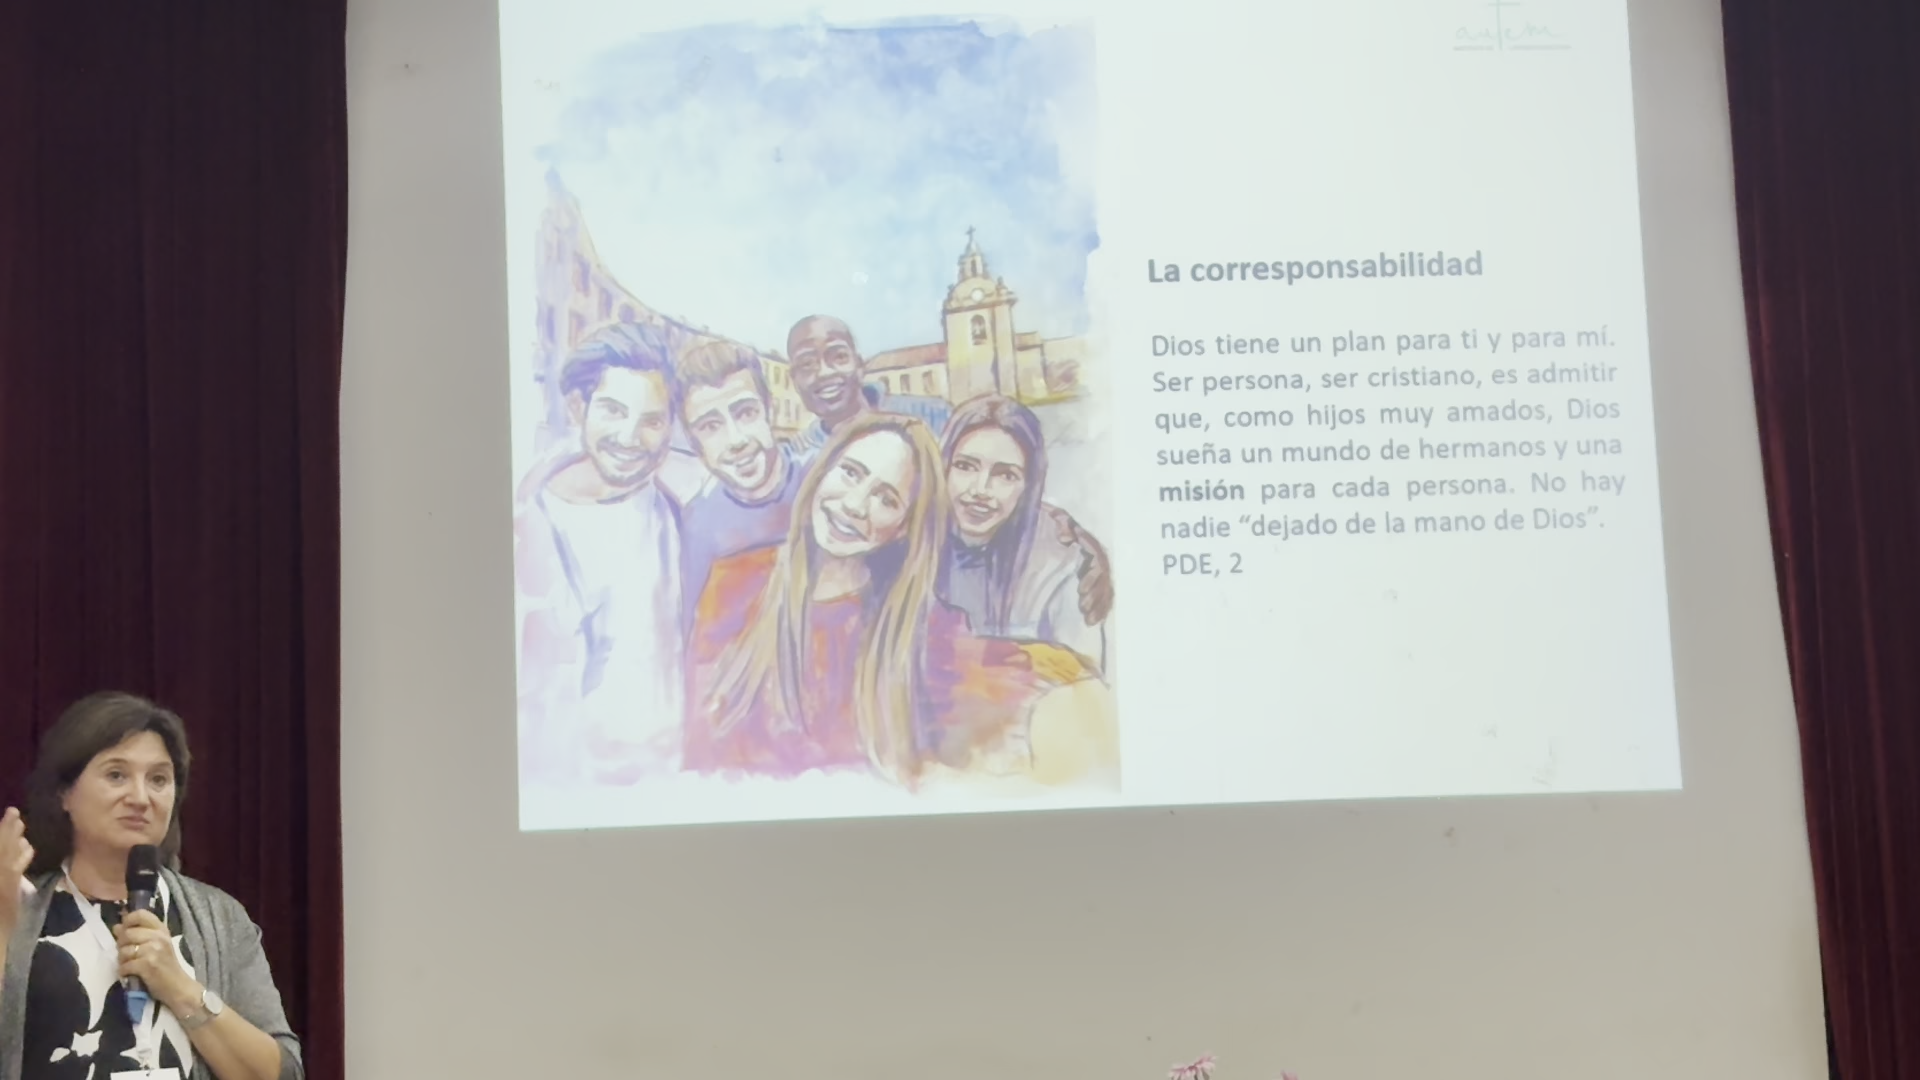 La corresponsabilidad
Dios tiene un plan para ti y para mí.
Ser persona, ser cristiano, es admitir
que, como hijos muy amados, Dios
sueña un mundo de hermanos y una
misión para cada persona. No hay
nadie “dejado de la mano de Dios”.
PDE, 2